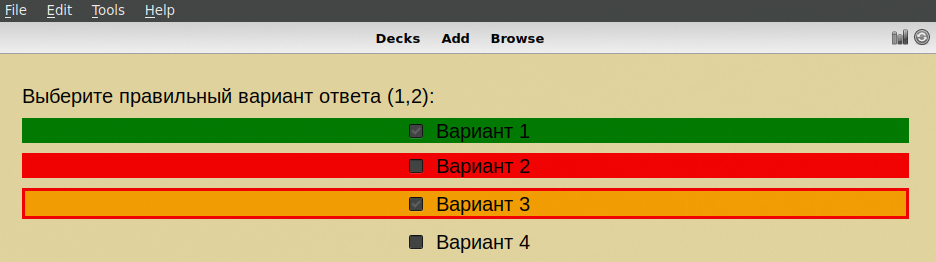 File Edit Tools Help
Decks Add Browse
Выберите правильный вариант ответа (1,2):
Вариант 1
Вариант 2
Вариант 3
Вариант 4